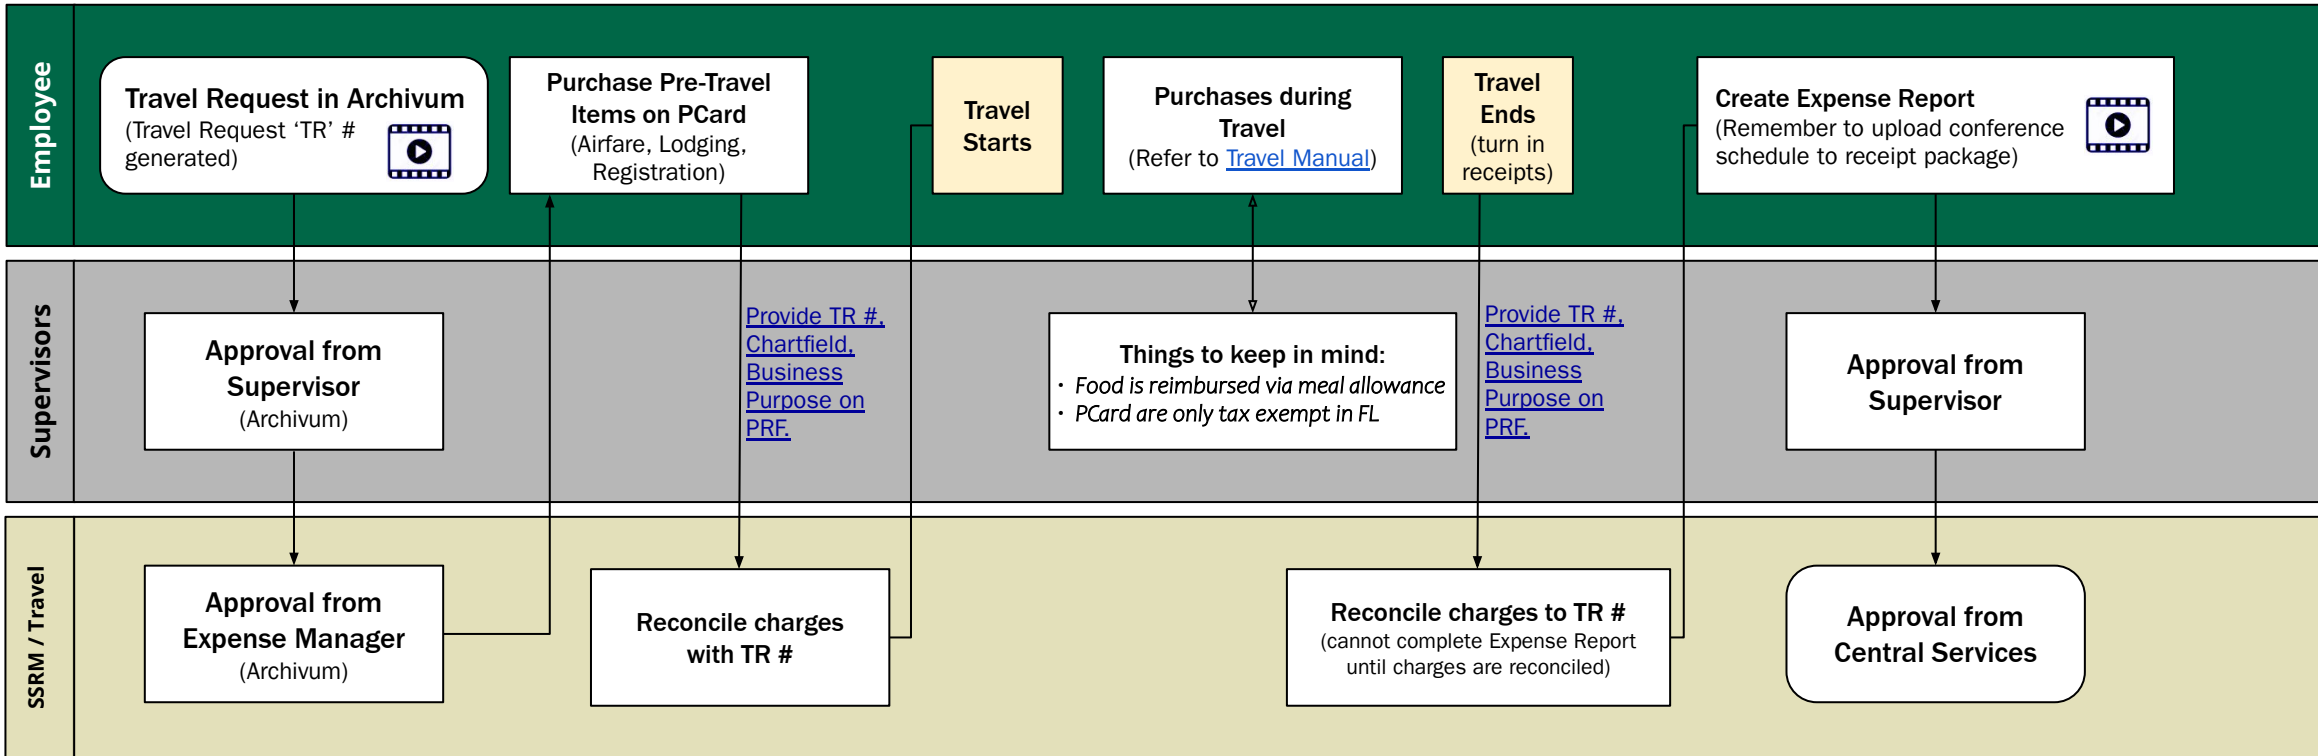 Employee
Travel Request in Archivum
(Travel Request ‘TR’ #
generated)
Purchase Pre-Travel
Items on PCard
(Airfare, Lodging,
Registration)
Travel
Starts
Purchases during
Travel
(Refer to Travel Manual)
Travel
Ends
(turn in
receipts)
Create Expense Report
(Remember to upload conference
schedule to receipt package)
Supervisors
Approval from
Supervisor
(Archivum)
Provide TR #,
Chartfield,
Business
Purpose on
PRF.
Things to keep in mind:
• Food is reimbursed via meal allowance
• PCard are only tax exempt in FL
Provide TR #,
Chartfield,
Business
Purpose on
PRF.
Approval from
Supervisor
SSRM / Travel
Approval from
Expense Manager
(Archivum)
Reconcile charges
with TR #
Reconcile charges to TR #
(cannot complete Expense Report
until charges are reconciled)
Approval from
Central Services